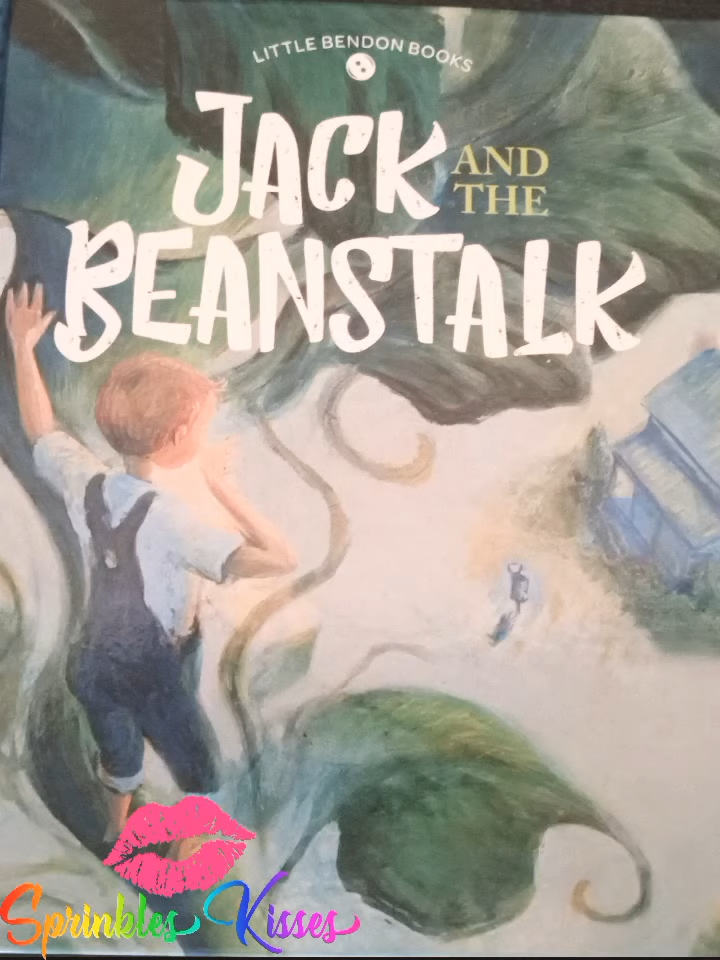 LITTLE BENDON BOOKS
JACK AND THE
BEANSTALK
Sprinkles Kisses